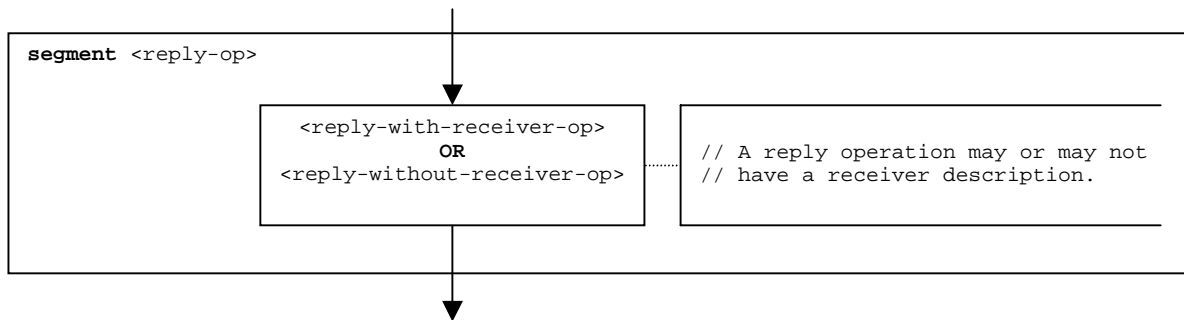 segment <reply-op>
<reply-with-receiver-op>
OR
<reply-without-receiver-op>
// A reply operation may or may not
// have a receiver description.